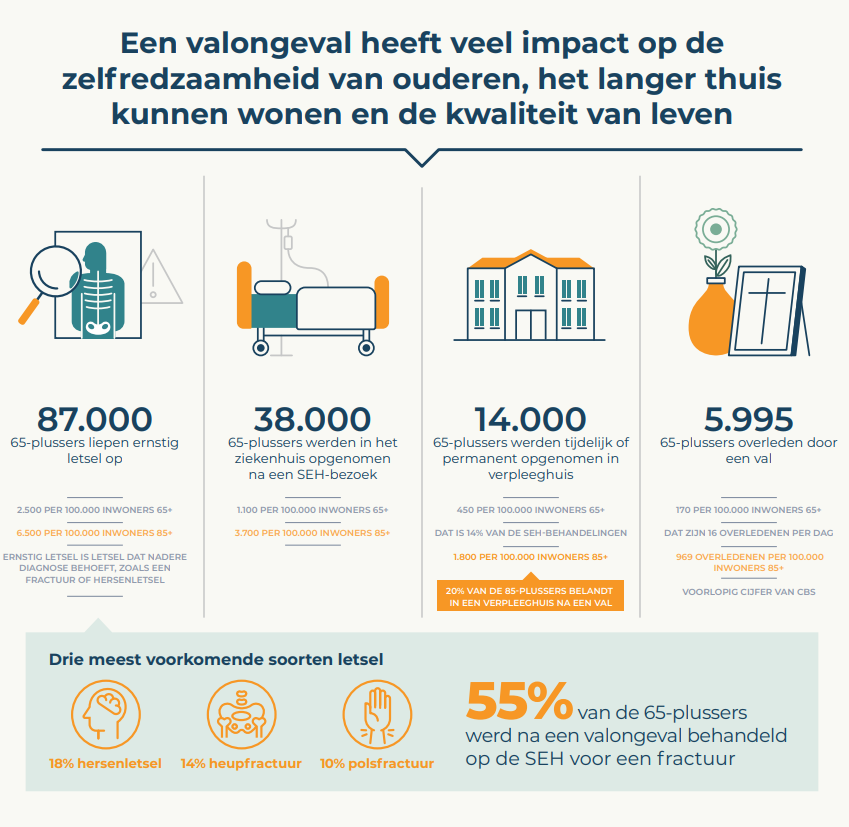 Een valongeval heeft veel impact op de
zelfredzaamheid van ouderen, het langer thuis
kunnen wonen en de kwaliteit van leven
87.000
65-plussers liepen ernstig
letsel op
2.500 PER 100.000 INWONERS 65+
6.500 PER 100.000 INWONERS 85+
ERNSTIG LETSEL IS LETSEL DAT NADERE
DIAGNOSE BEHOEFT, ZOALS EEN
FRACTUUR OF HERSENLETSEL
38.000
65-plussers werden in het
ziekenhuis opgenomen
na een SEH-bezoek
1.100 PER 100.000 INWONERS 65+
3.700 PER 100.000 INWONERS 85+
14.000
65-plussers werden tijdelijk of
permanent opgenomen in
verpleeghuis
450 PER 100.000 INWONERS 65+
DAT IS 14% VAN DE SEH-BEHANDELINGEN
1.800 PER 100.000 INWONERS 85+
20% VAN DE 85-PLUSSERS BELANDT
IN EEN VERPLEEGHUIS NA EEN VAL
5.995
65-plussers overleden door
een val
170 PER 100.000 INWONERS 65+
DAT ZIJN 16 OVERLEDENEN PER DAG
969 OVERLEDENEN PER 100.000
INWONERS 85+
VOORLOPIG CIJFER VAN CBS
Drie meest voorkomende soorten letsel
18% hersenletsel
14% heupfractuur
10% polsfractuur
55% van de 65-plussers
werd na een valongeval behandeld
op de SEH voor een fractuur